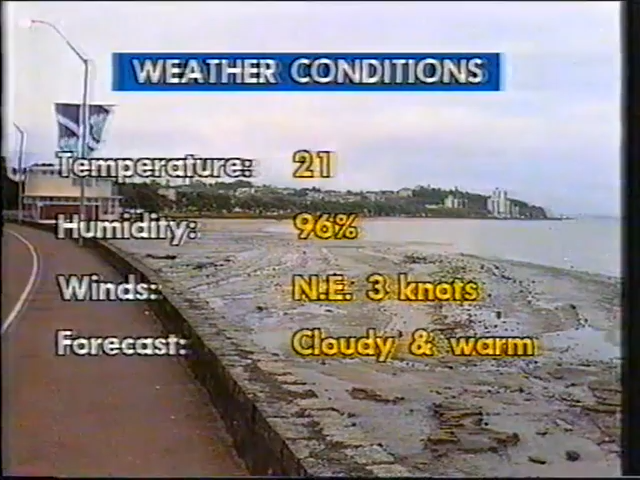 WEATHER CONDITIONS
Temperature: 21
Humidity: 96%
Winds: N.E. 3 knots
Forecast: Cloudy & warm